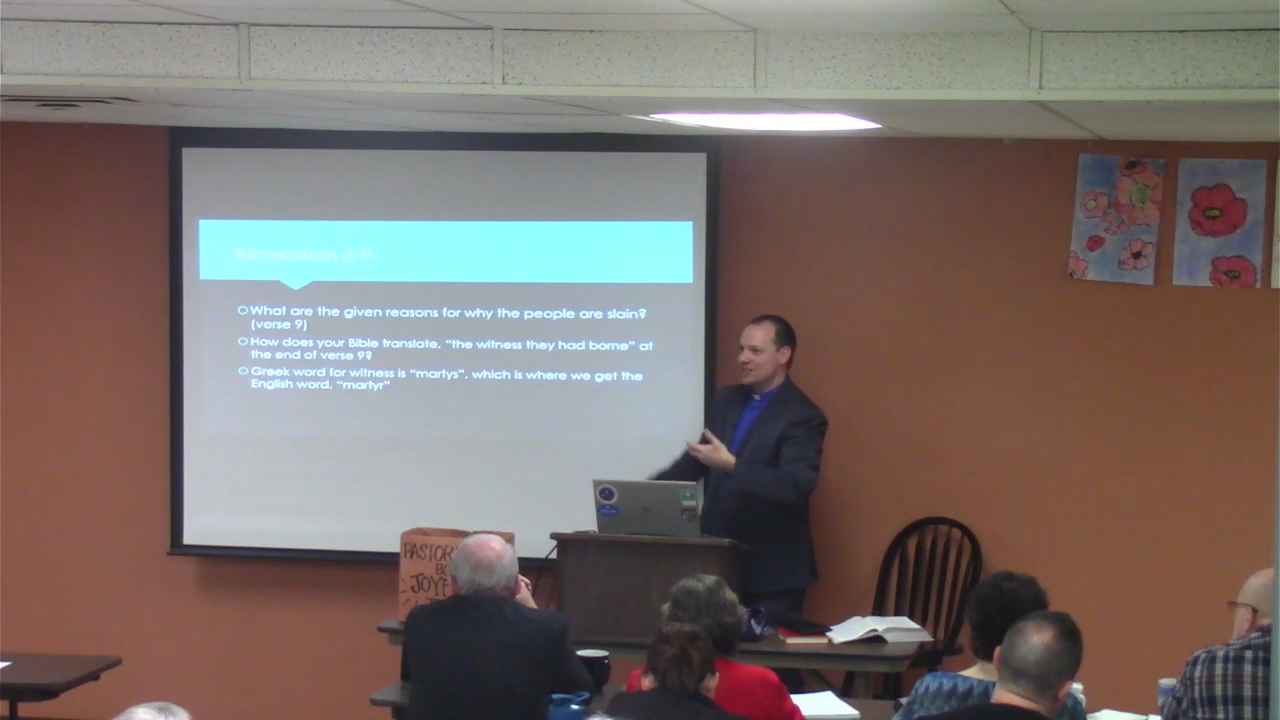 Revelation 6:9
What are the given reasons for why the people are slain?
(verse 9)
How does your Bible translate, "the witness they had borne" at
the end of verse 9?
Greek word for witness is "martys", which is where we get the
English word, "martyr"
PASTOR
JOY